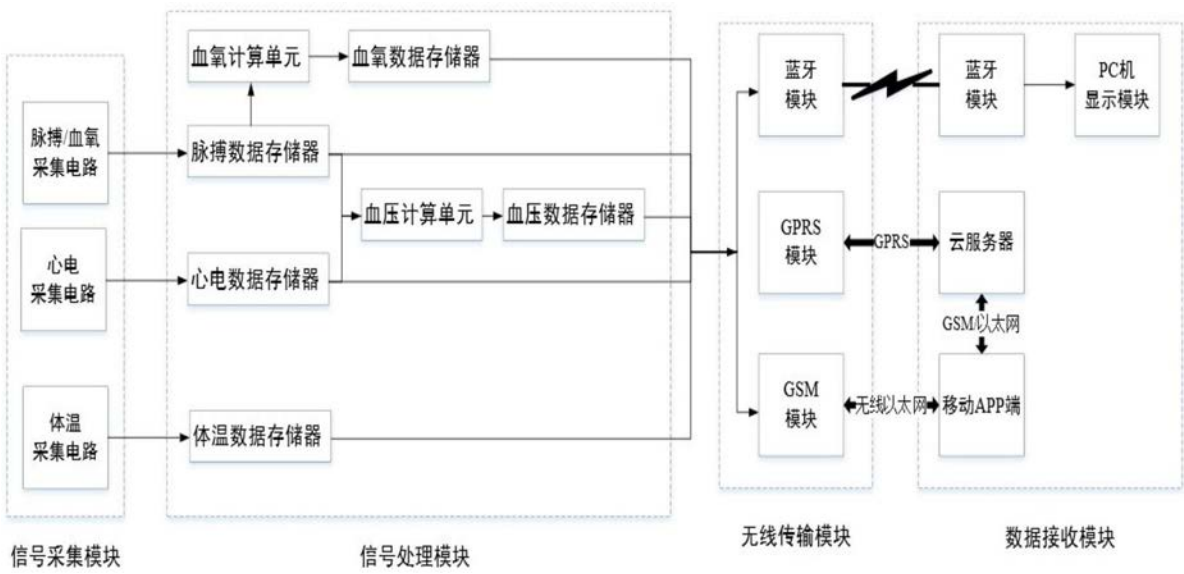 血氧计算单元
血氧数据存储器
脉搏/血氧
采集电路
脉搏数据存储器
血压计算单元
血压数据存储器
心电
采集电路
心电数据存储器
体温
采集电路
体温数据存储器
蓝牙
模块
蓝牙
模块
PC机
显示模块
GPRS
模块
GPRS
云服务器
GSM/以太网
GSM
模块
无线以太网
移动APP端
信号采集模块
信号处理模块
无线传输模块
数据接收模块